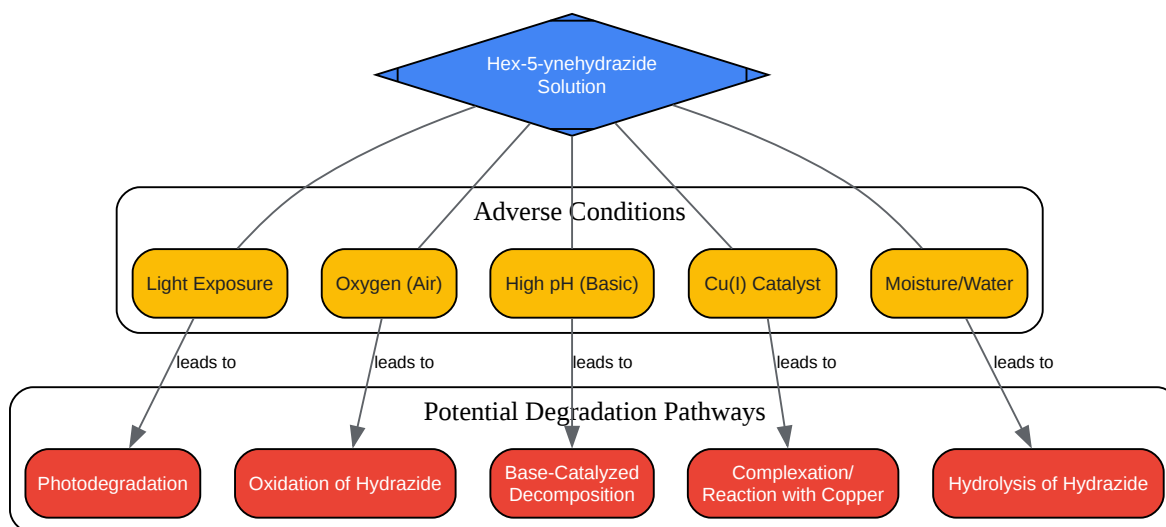 Hex-5-ynehydrazide
Solution
Adverse Conditions
Light Exposure
Oxygen (Air)
High pH (Basic)
Cu(I) Catalyst
Moisture/Water
leads to
leads to
leads to
leads to
leads to
Potential Degradation Pathways
Photodegradation
Oxidation of Hydrazide
Base-Catalyzed
Decomposition
Complexation/
Reaction with Copper
Hydrolysis of Hydrazide